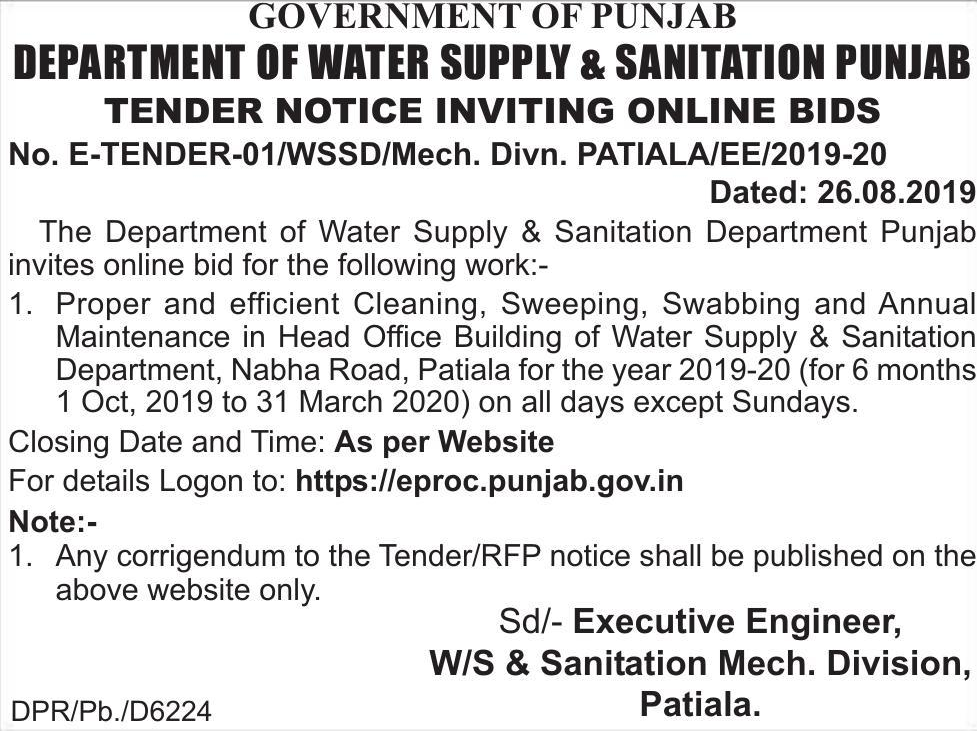 GOVERNMENT OF PUNJAB
DEPARTMENT OF WATER SUPPLY & SANITATION PUNJAB
TENDER NOTICE INVITING ONLINE BIDS
No. E-TENDER-01/WSSD/Mech. Divn. PATIALA/EE/2019-20
Dated: 26.08.2019
The Department of Water Supply & Sanitation Department Punjab
invites online bid for the following work:-
1. Proper and efficient Cleaning, Sweeping, Swabbing and Annual
Maintenance in Head Office Building of Water Supply & Sanitation
Department, Nabha Road, Patiala for the year 2019-20 (for 6 months
1 Oct, 2019 to 31 March 2020) on all days except Sundays.
Closing Date and Time: As per Website
For details Logon to: https://eproc.punjab.gov.in
Note:-
1. Any corrigendum to the Tender/RFP notice shall be published on the
above website only.
Sd/- Executive Engineer,
W/S & Sanitation Mech. Division,
Patiala.
DPR/Pb./D6224